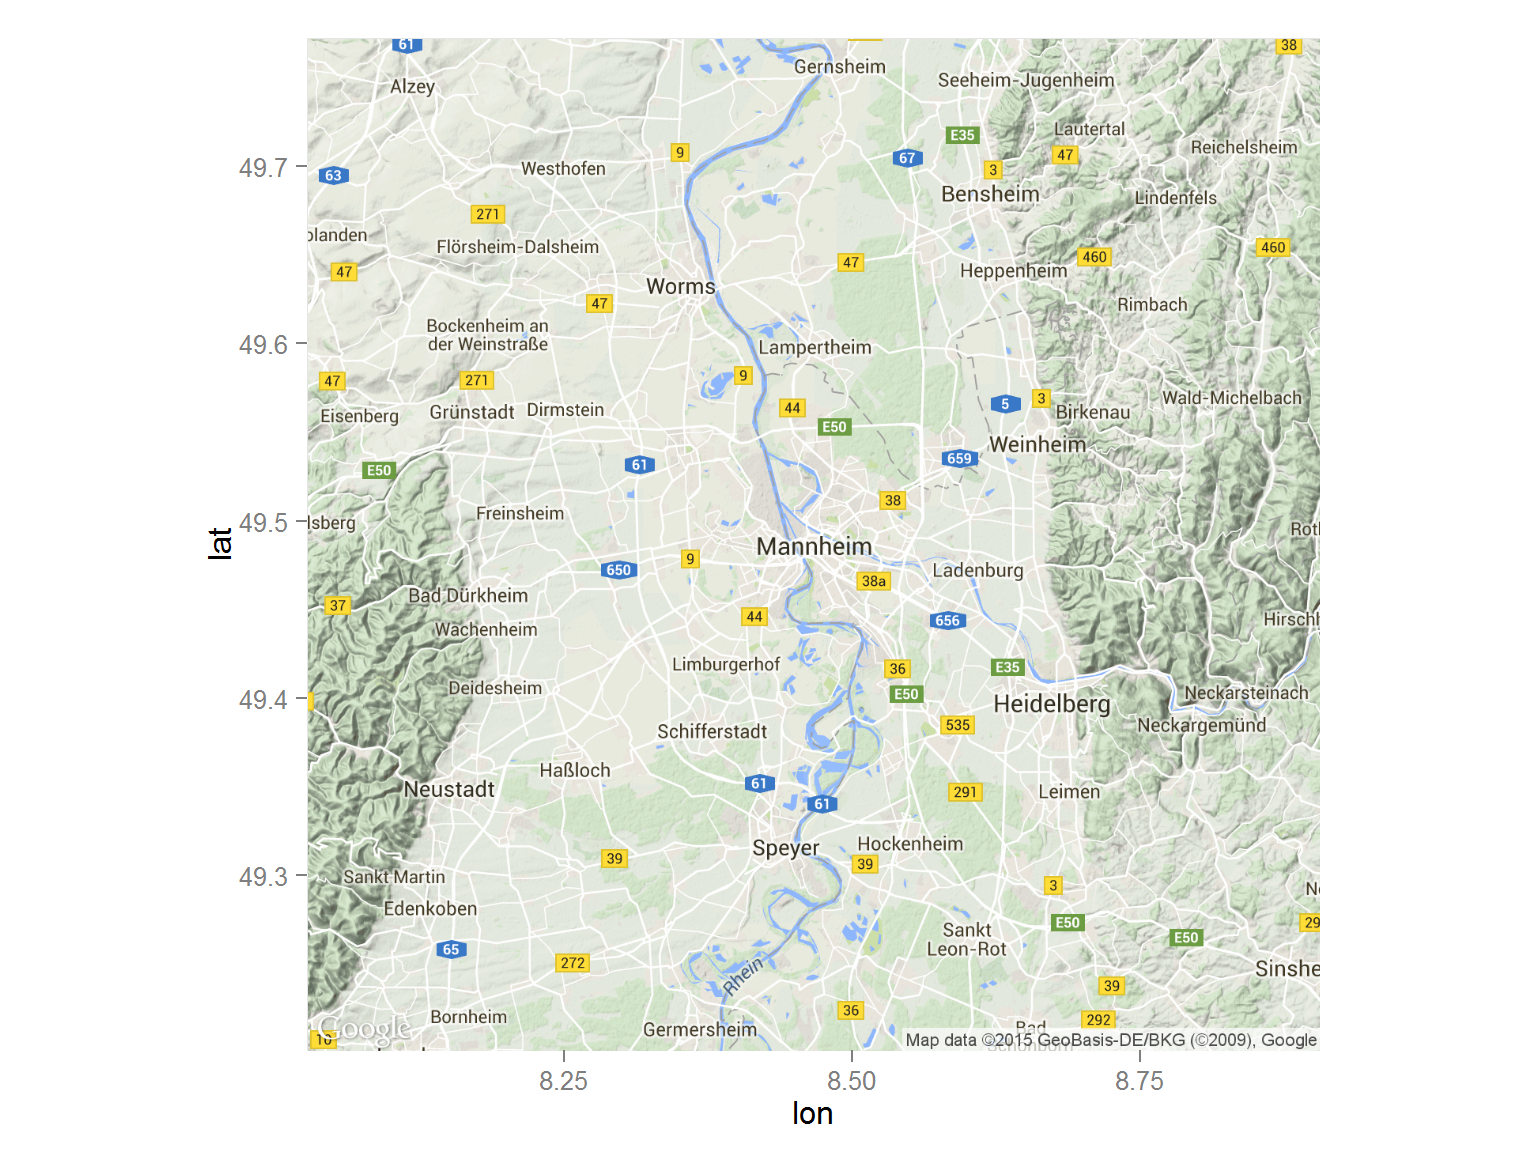 61
38
Gernsheim
Alzey
Seeheim-Jugenheim
E35
Lautertal
Reichelsheim
9
67
47
Westhofen
3
49.7
63
Bensheim
Lindenfels
271
olanden
Flörsheim-Dalsheim
460
460
47
47
Heppenheim
Worms
47
Rimbach
Bockenheim an
der Weinstraße
49.6
Lampertheim
47
271
9
Eisenberg
Grünstadt
Dirmstein
44
5
3
Birkenau
Wald-Michelbach
E50
Weinheim
E50
61
659
38
lsberg
49.5
Freinsheim
Rotl
lat
Mannheim
9
650
38a
Ladenburg
Bad Dürkheim
37
44
656
Hirschh
Wachenheim
Limburgerhof
36
E35
Deidesheim
E50
Neckarsteinach
49.4
Heidelberg
Schifferstadt
535
Neckargemünd
Haßloch
61
Neustadt
61
291
Leimen
Speyer
Hockenheim
39
39
49.3
Sankt Martin
3
Edenkoben
E50
29
Sankt
Leon-Rot
E50
65
272
Rhein
Sinshe
39
Bornheim
36
292
Germersheim
Google
10
Bad
Map data ©2015 GeoBasis-DE/BKG (©2009), Google
8.25
8.50
8.75
lon